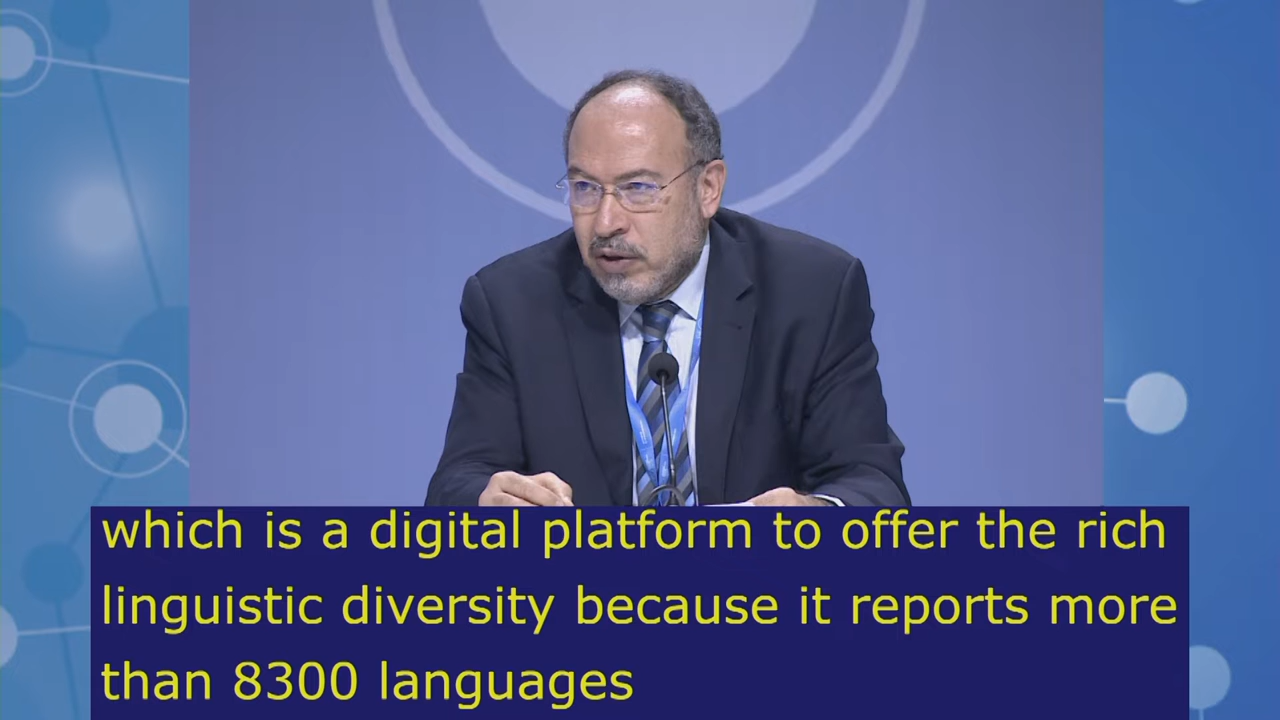 which is a digital platform to offer the rich
linguistic diversity because it reports more
than 8300 languages